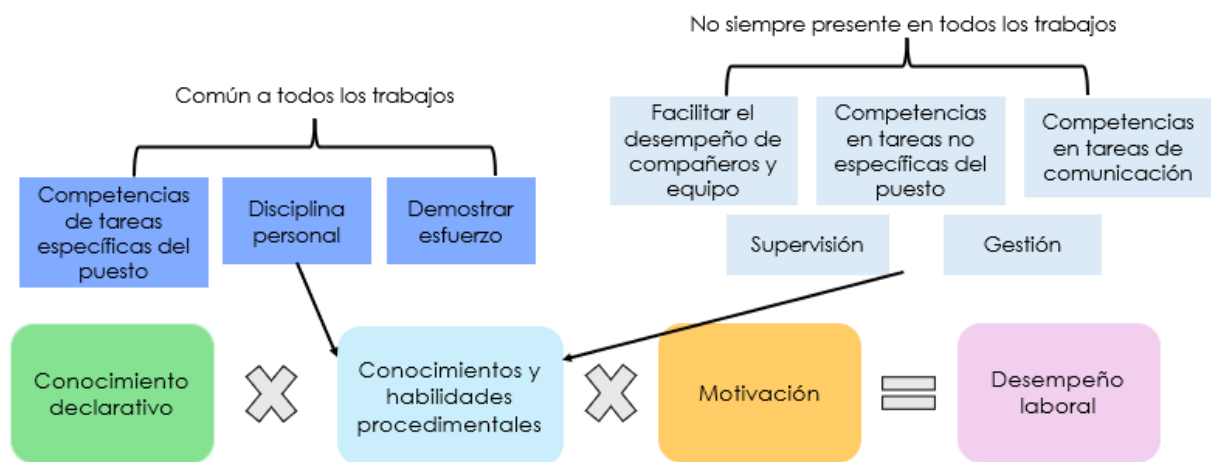 No siempre presente en todos los trabajos
Común a todos los trabajos
Facilitar el
desempeño de
compañeros y
equipo
Competencias
en tareas no
específicas del
puesto
Competencias
en tareas de
comunicación
Competencias
de tareas
específicas del
puesto
Disciplina
personal
Demostrar
esfuerzo
Supervisión
Gestión
Conocimiento
declarativo
Conocimientos y
habilidades
procedimentales
Motivación
Desempeño
laboral